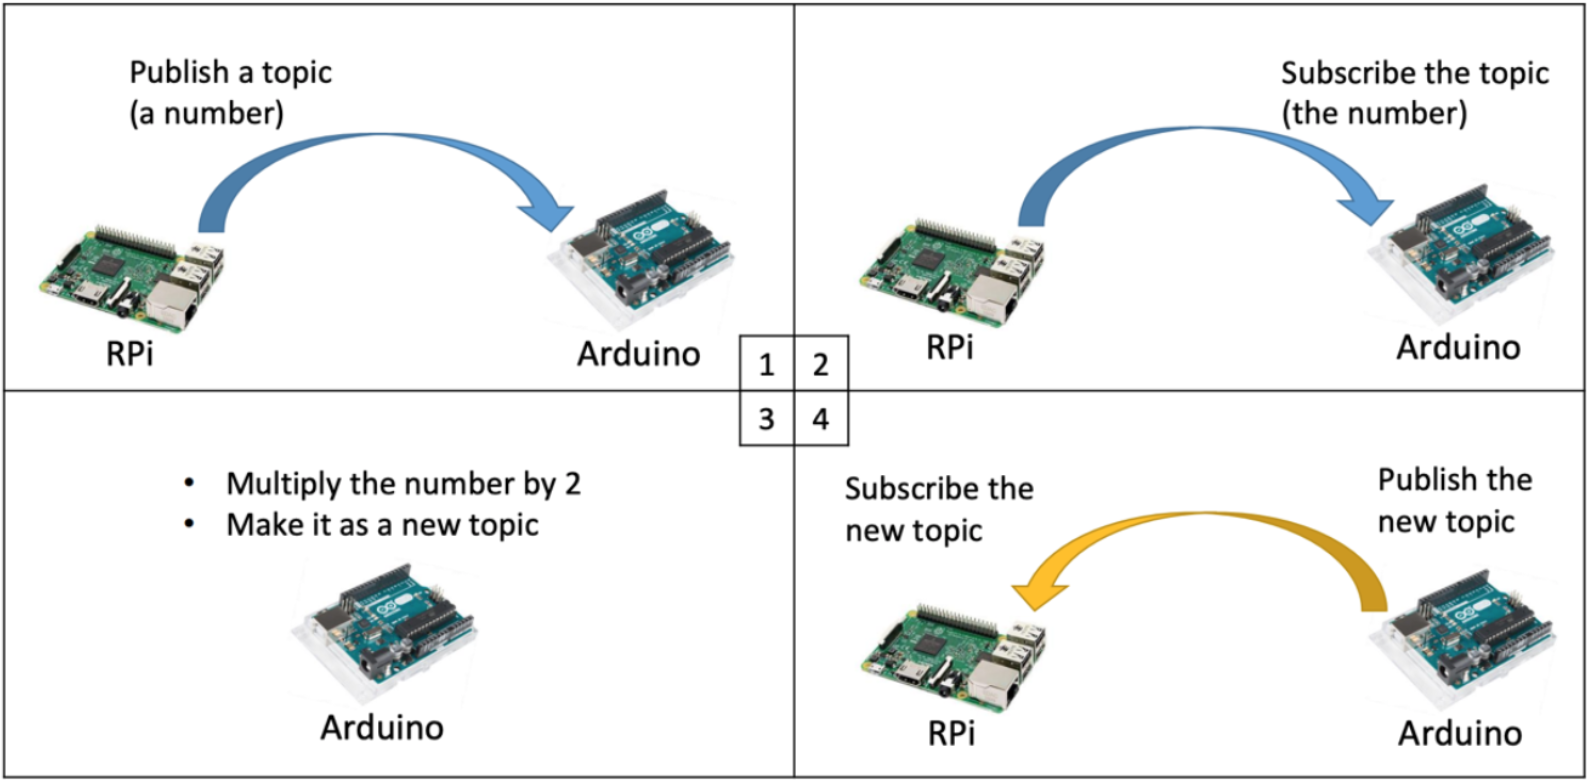 Publish a topic
(a number)
RPi
Arduino
Subscribe the topic
(the number)
RPi
Arduino
1
2
3
4
• Multiply the number by 2
• Make it as a new topic
Arduino
Subscribe the
new topic
Publish the
new topic
RPi
Arduino